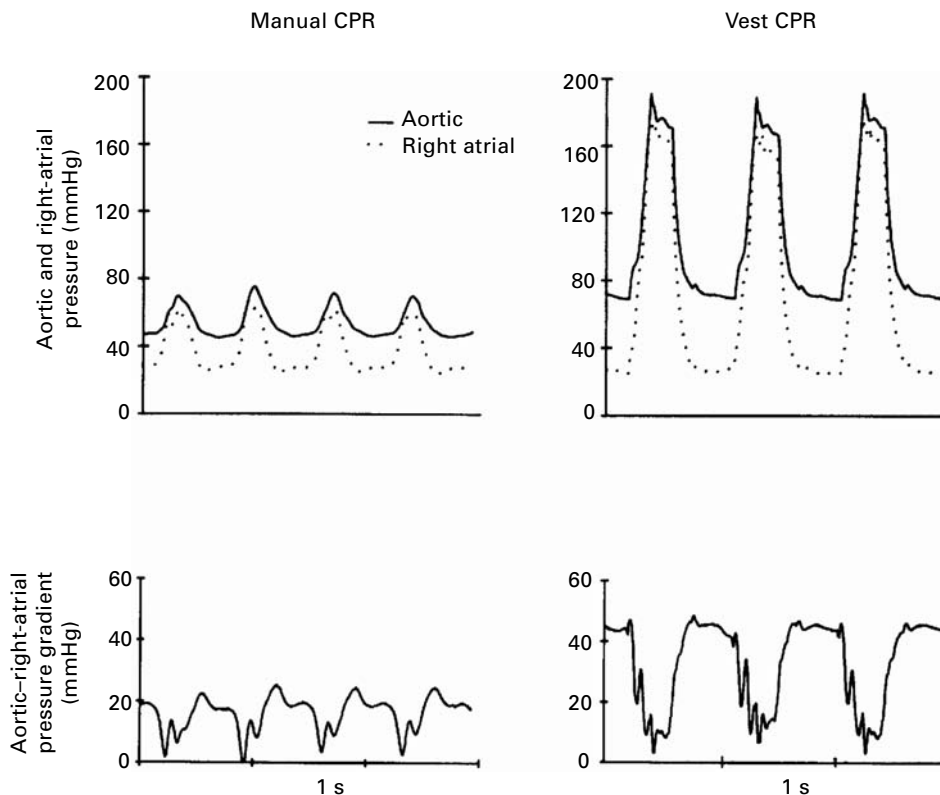 Manual CPR
Vest CPR
Aortic and right-atrial
pressure (mmHg)
200
160
120
80
40
0
Aortic
Right atrial
200
160
120
80
40
0
Aortic–right-atrial
pressure gradient
(mmHg)
60
40
20
0
1 s
60
40
20
0
1 s